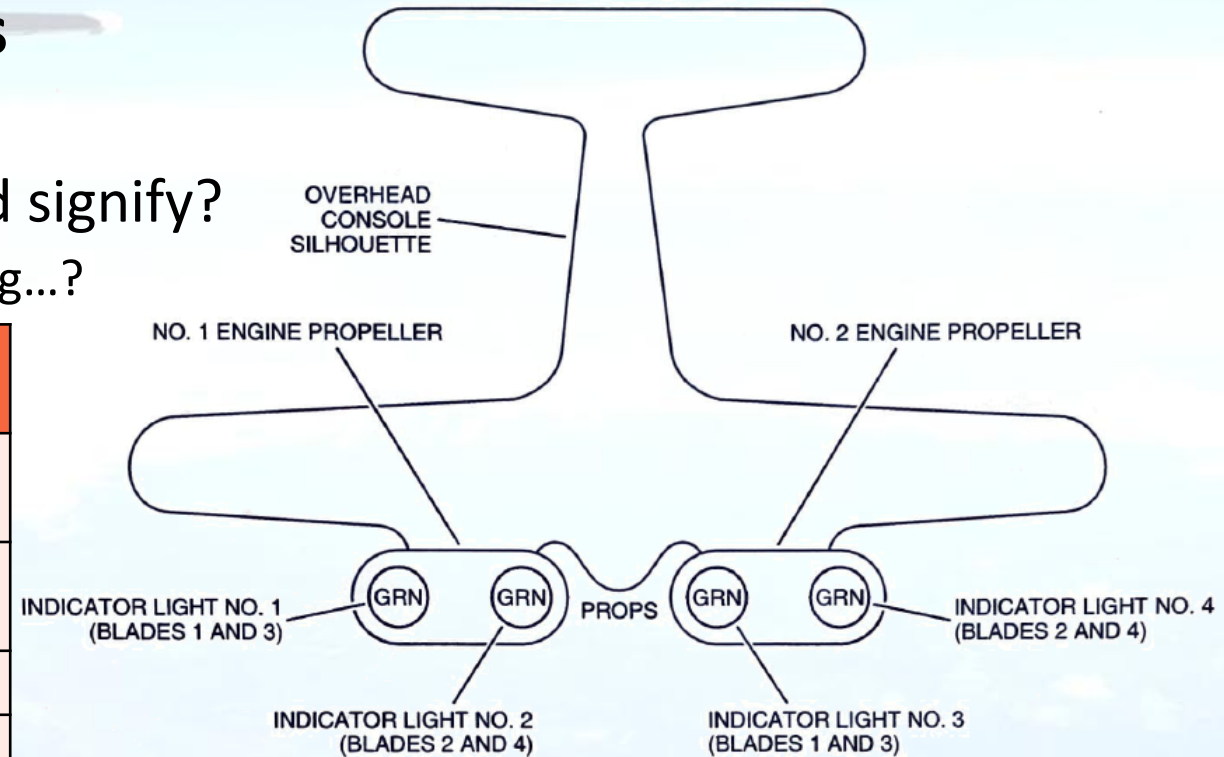 s
d signify?
g...?
OVERHEAD
CONSOLE
SILHOUETTE
NO. 1 ENGINE PROPELLER
NO. 2 ENGINE PROPELLER
GRN
GRN
PROPS
GRN
GRN
INDICATOR LIGHT NO. 1
(BLADES 1 AND 3)
INDICATOR LIGHT NO. 4
(BLADES 2 AND 4)
INDICATOR LIGHT NO. 2
(BLADES 2 AND 4)
INDICATOR LIGHT NO. 3
(BLADES 1 AND 3)